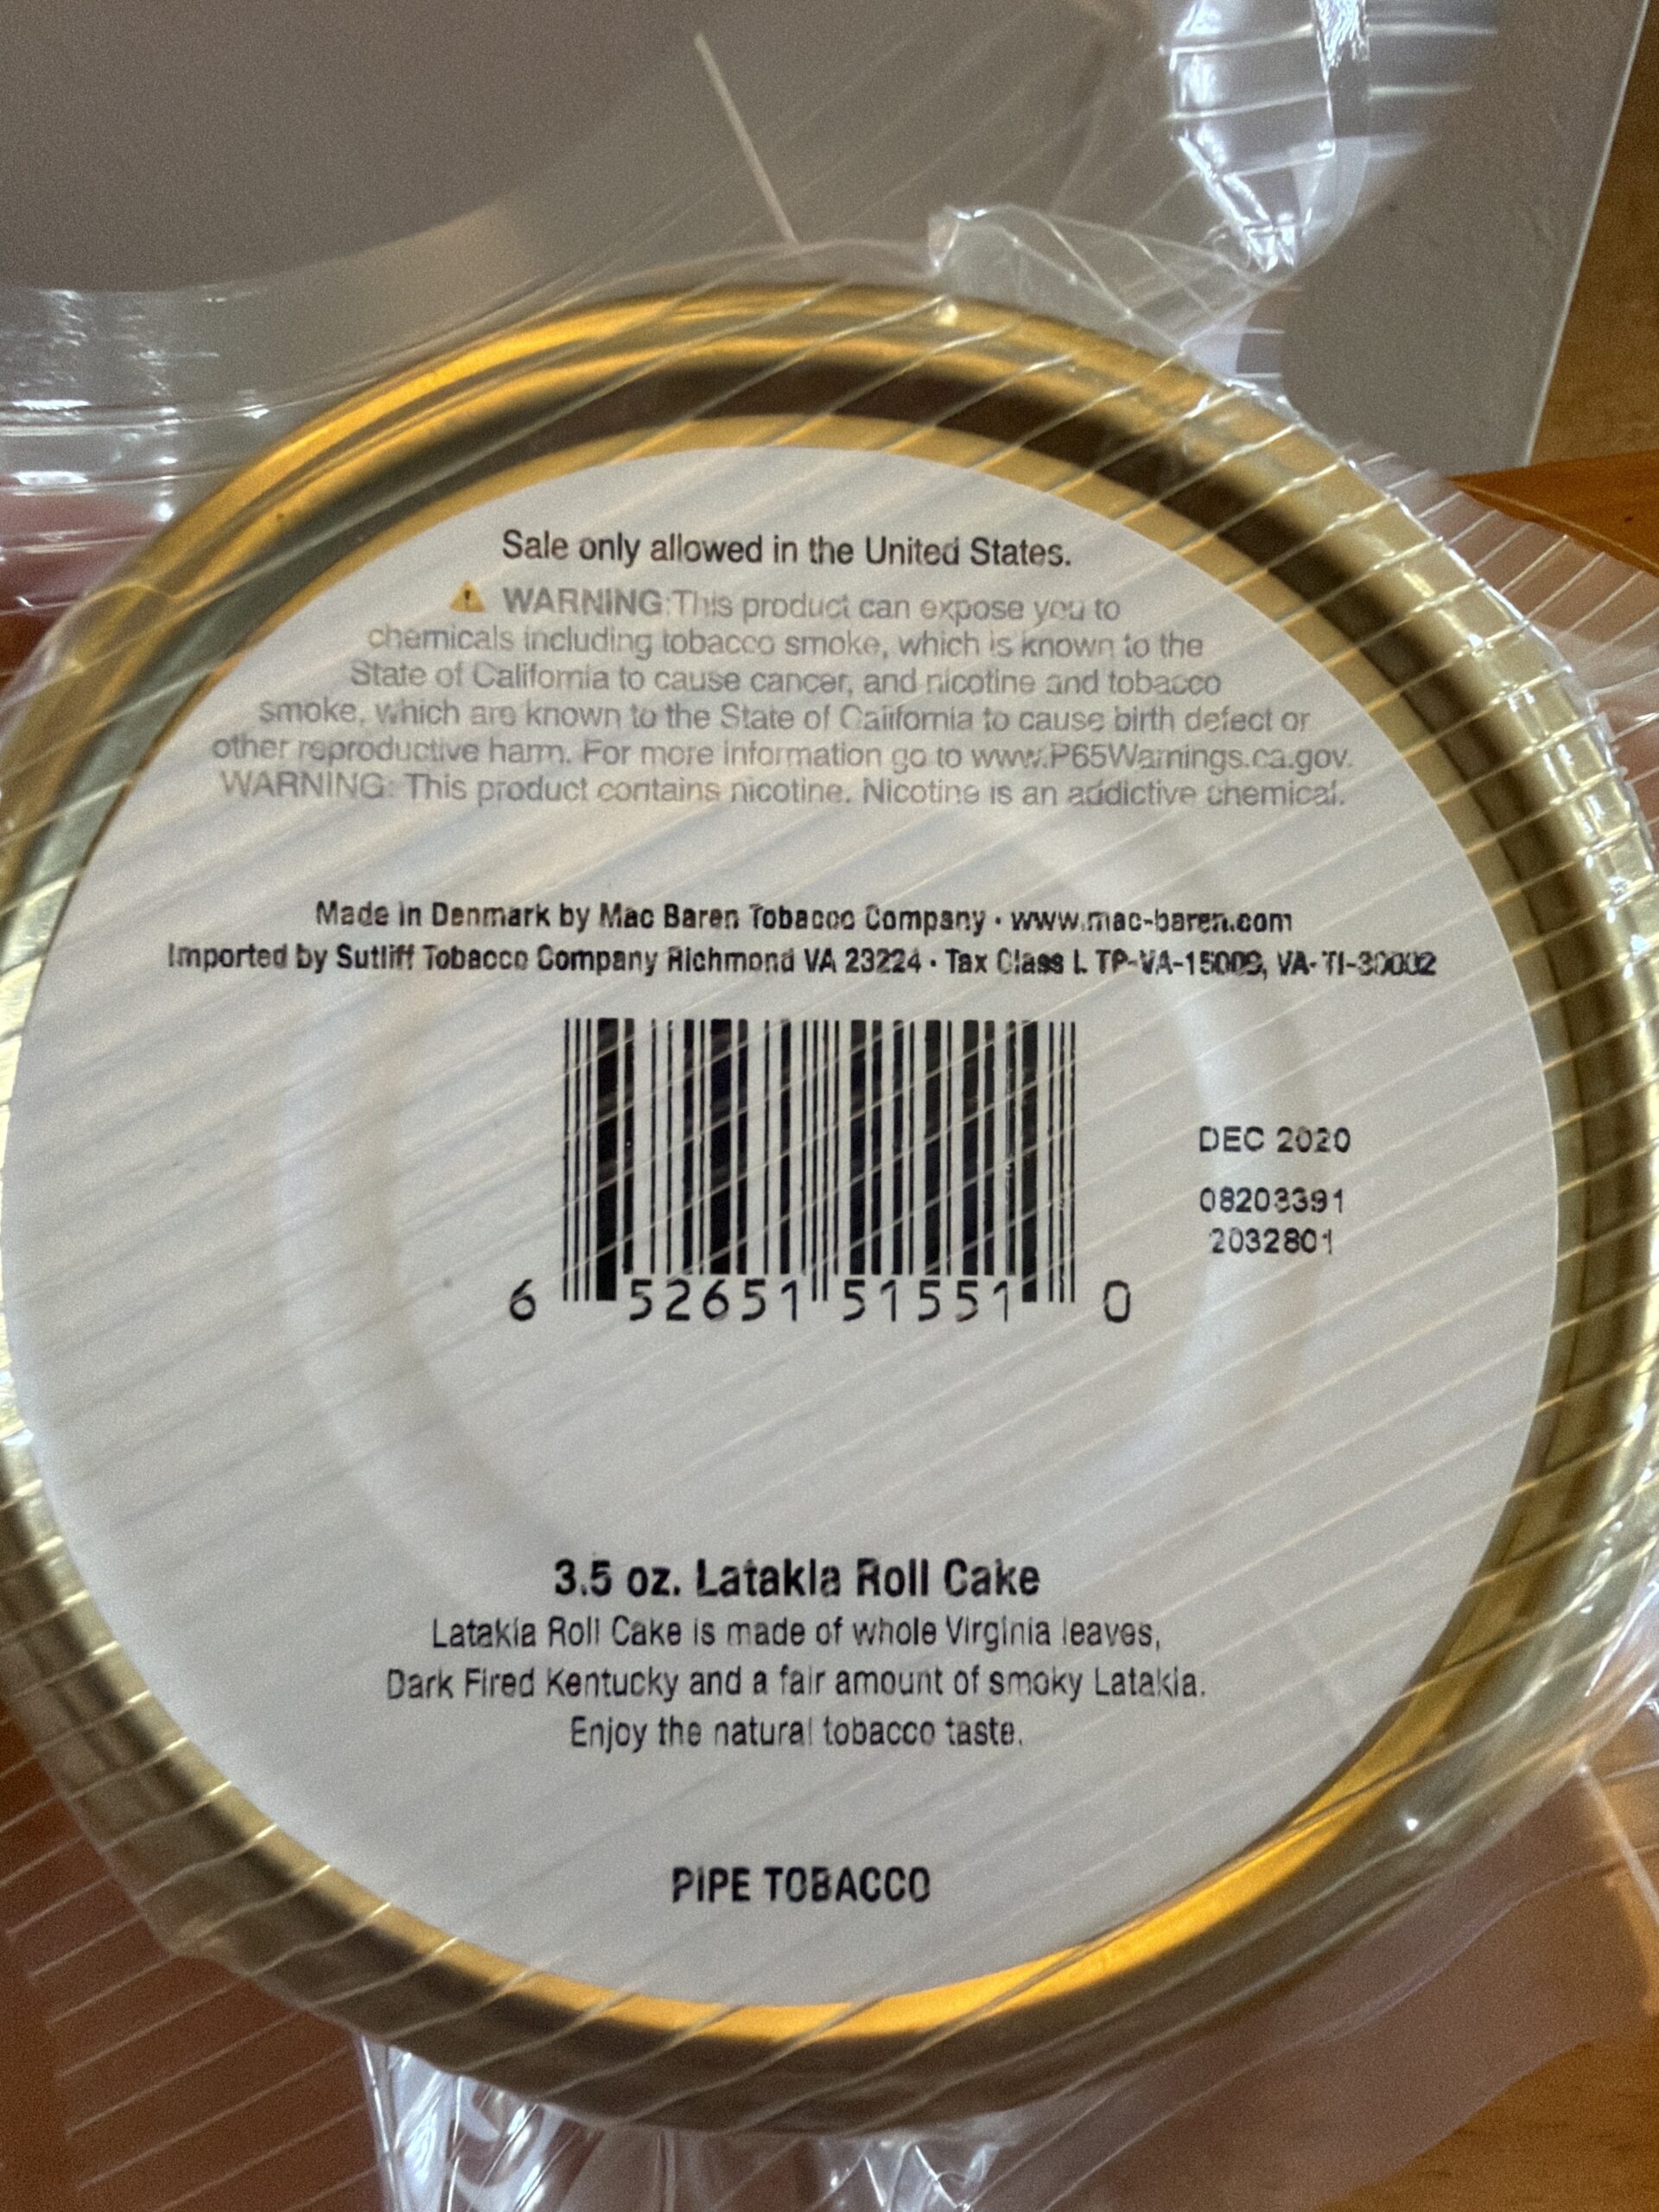 Sale only allowed in the United States.
⚠ WARNING:This product can expose you to
chemicals including tobacco smoke, which is known to the
State of California to cause cancer, and nicotine and tobacco
smoke, which are known to the State of California to cause birth defect or
other reproductive harm. For more information go to www.P65Warnings.ca.gov.
WARNING: This product contains nicotine. Nicotine is an addictive chemical.
Made in Denmark by Mac Baren Tobacco Company · www.mac-baren.com
Imported by Sutliff Tobacco Company Richmond VA 23224 · Tax Class L TP-VA-15009, VA-TI-30002
6 52651 51551 0
DEC 2020
08203391
2032801
3.5 oz. Latakia Roll Cake
Latakia Roll Cake is made of whole Virginia leaves,
Dark Fired Kentucky and a fair amount of smoky Latakia.
Enjoy the natural tobacco taste.
PIPE TOBACCO